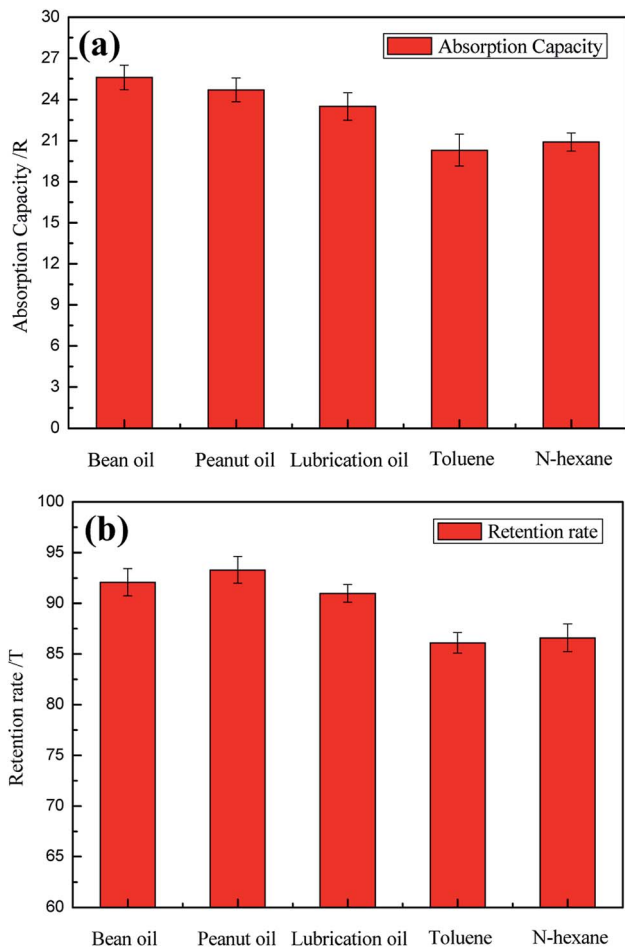 (a)
Absorption Capacity
Absorption Capacity /R
30
27
24
21
18
15
12
9
6
3
0
Bean oil Peanut oil Lubrication oil Toluene N-hexane
(b)
Retention rate
Retention rate /T
100
95
90
85
80
75
70
65
60
Bean oil Peanut oil Lubrication oil Toluene N-hexane